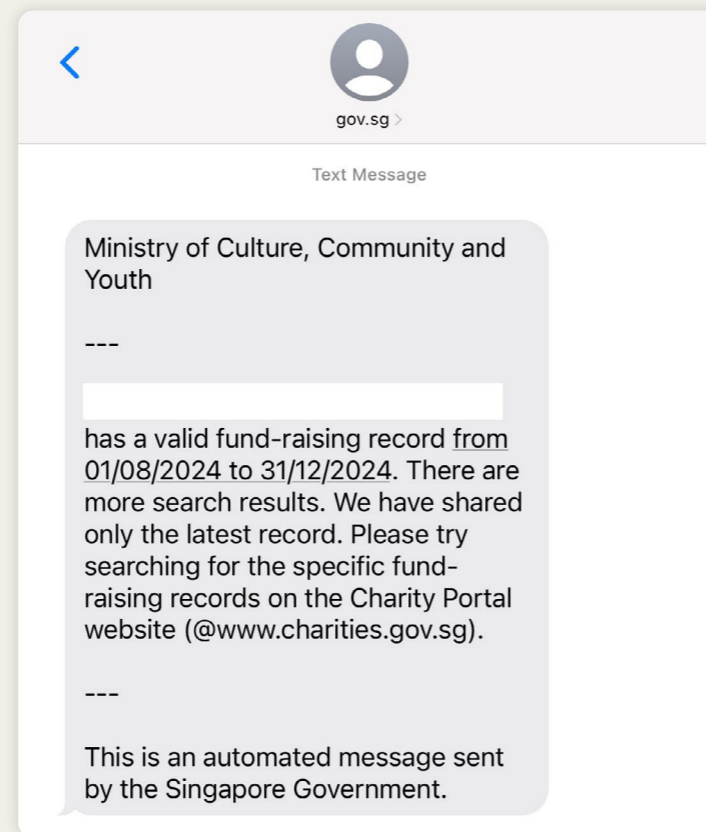 gov.sg
Text Message
Ministry of Culture, Community and
Youth
---
has a valid fund-raising record from
01/08/2024 to 31/12/2024. There are
more search results. We have shared
only the latest record. Please try
searching for the specific fund-
raising records on the Charity Portal
website (@www.charities.gov.sg).
---
This is an automated message sent
by the Singapore Government.